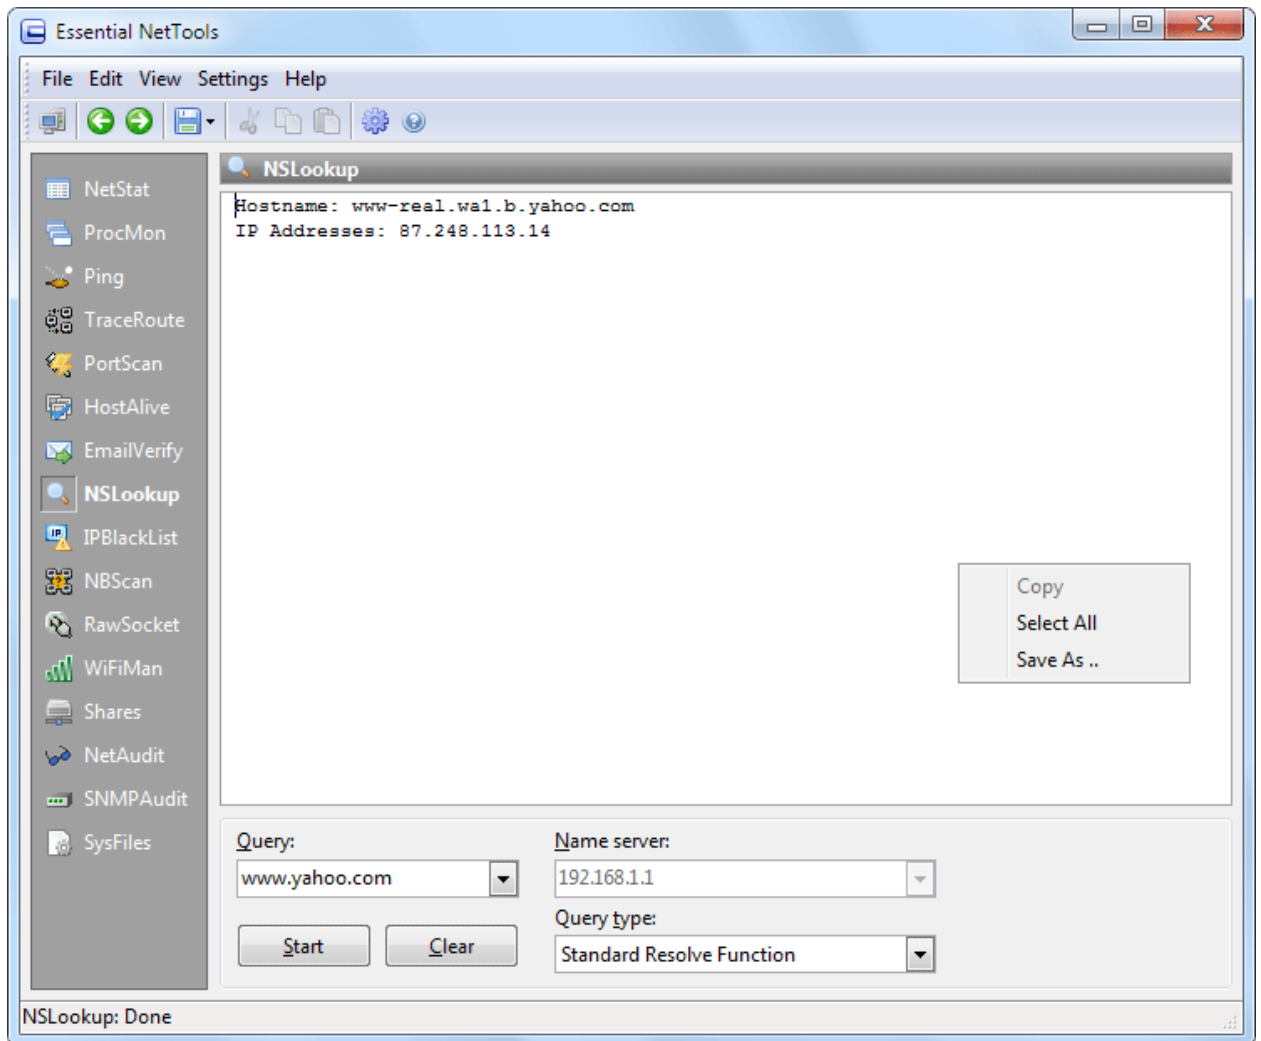 Essential NetTools
File Edit View Settings Help
NetStat
ProcMon
Ping
TraceRoute
PortScan
HostAlive
EmailVerify
NSLookup
IPBlackList
NBScan
RawSocket
WiFiMan
Shares
NetAudit
SNMPAudit
SysFiles
NSLookup
Hostname: www-real.wa1.b.yahoo.com
IP Addresses: 87.248.113.14
Copy
Select All
Save As ..
Query:
www.yahoo.com
Start Clear
Name server:
192.168.1.1
Query type:
Standard Resolve Function
NSLookup: Done